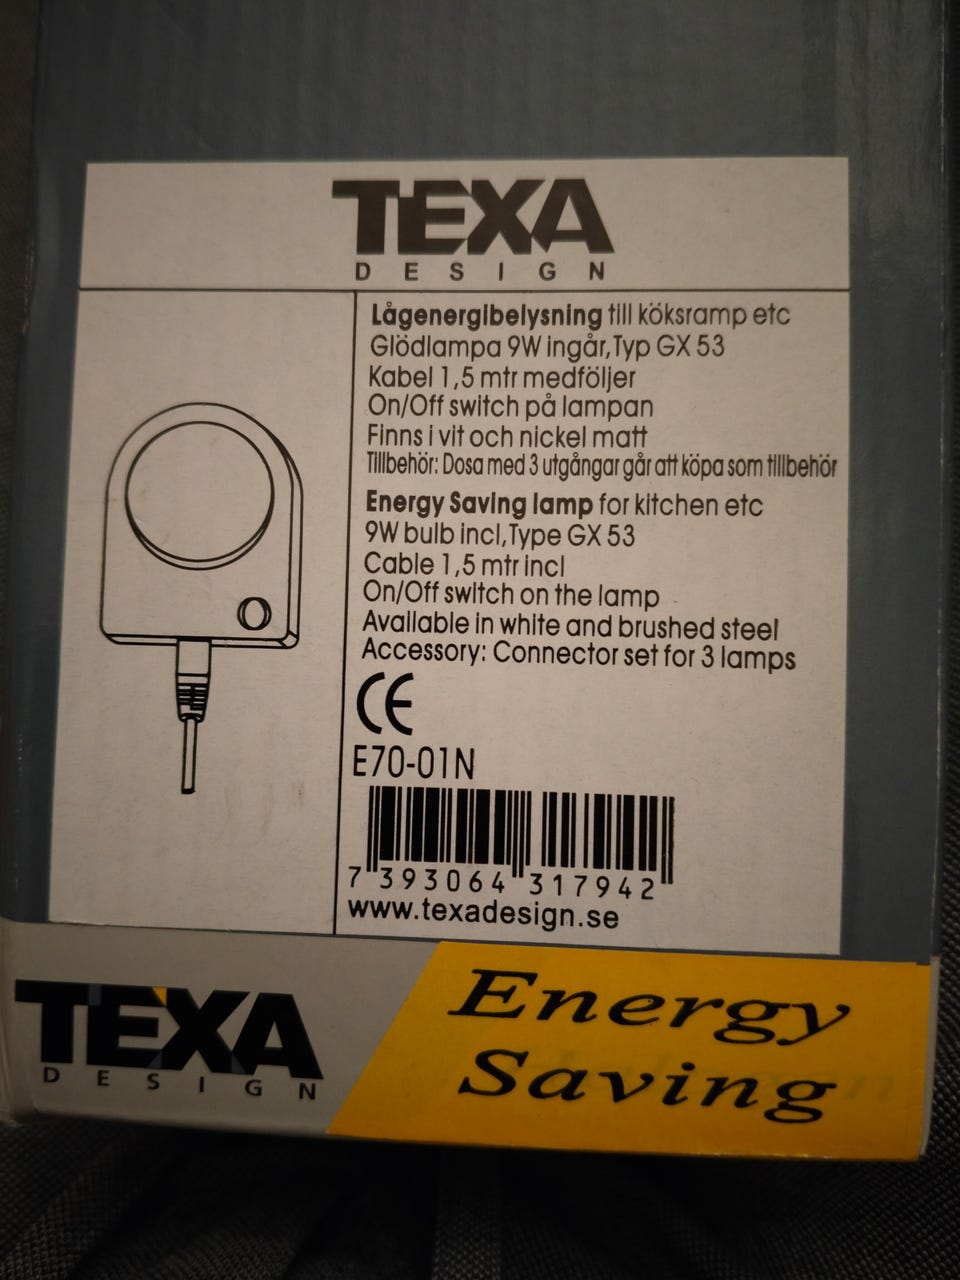 TEXA
DESIGN
Lågenergibelysning till köksramp etc
Glödlampa 9W ingår, Typ GX 53
Kabel 1,5 mtr medföljer
On/Off switch på lampan
Finns i vit och nickel matt
Tillbehör: Dosa med 3 utgångar går att köpa som tillbehör
Energy Saving lamp for kitchen etc
9W bulb incl, Type GX 53
Cable 1,5 mtr incl
On/Off switch on the lamp
Available in white and brushed steel
Accessory: Connector set for 3 lamps
CE
E70-01N
7 393064 317942
www.texadesign.se
TEXA
DESIGN
Energy
Saving